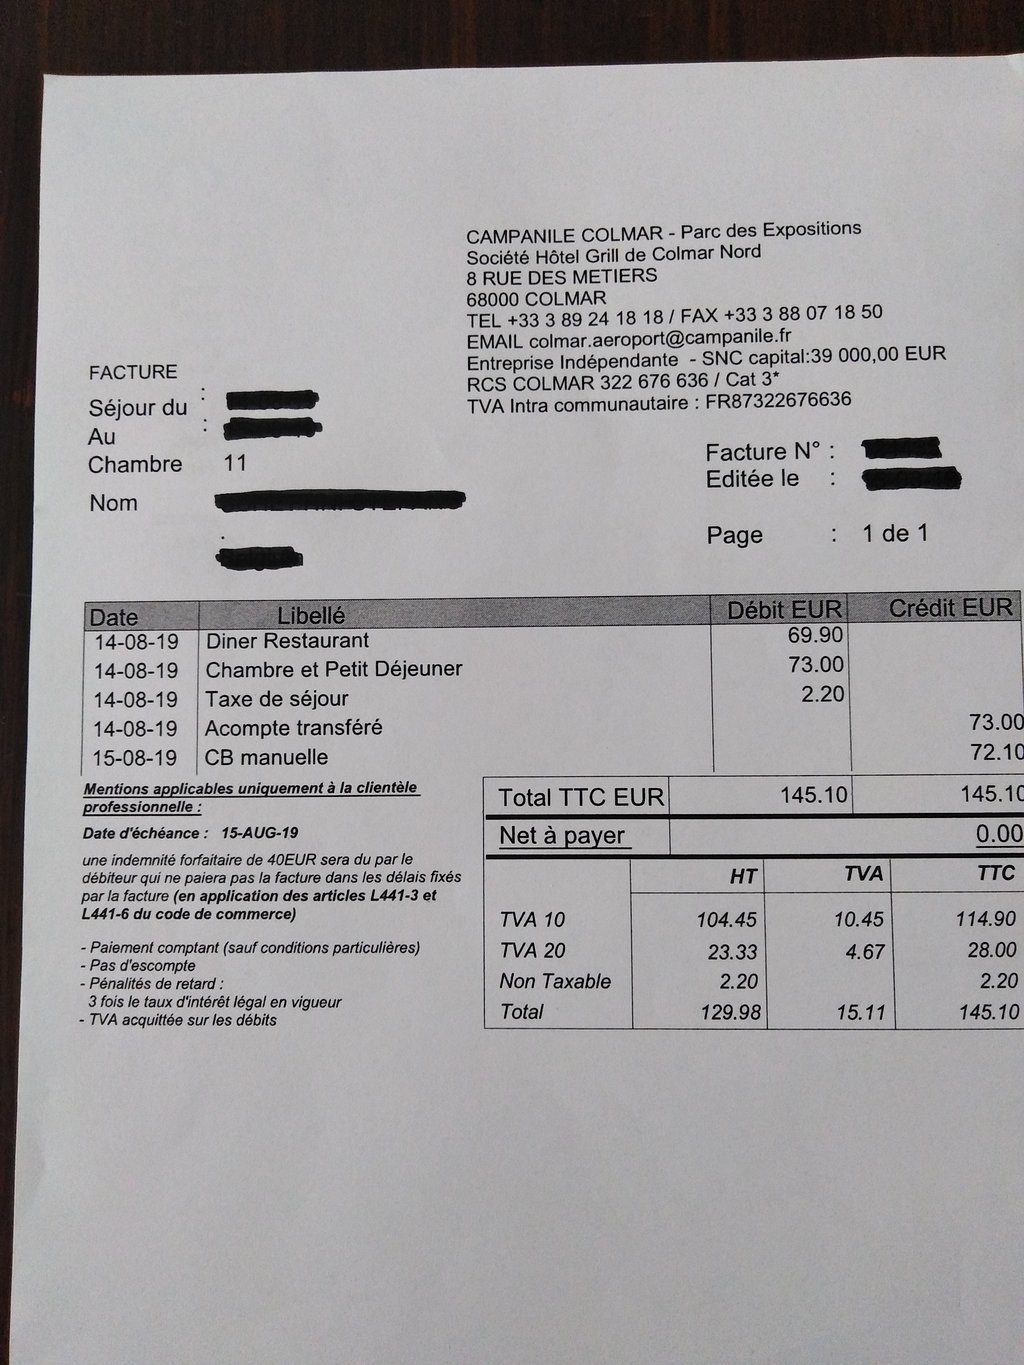 CAMPANILE COLMAR - Parc des Expositions
Société Hôtel Grill de Colmar Nord
8 RUE DES METIERS
68000 COLMAR
TEL +33 3 89 24 18 18 / FAX +33 3 88 07 18 50
EMAIL colmar.aeroport@campanile.fr
Entreprise Indépendante - SNC capital:39 000,00 EUR
RCS COLMAR 322 676 636 / Cat 3*
TVA Intra communautaire : FR87322676636
FACTURE
Séjour du :
Au :
Chambre 11
Nom
.
Facture N° :
Editée le :
Page : 1 de 1
Date Libellé Débit EUR Crédit EUR
14-08-19 Diner Restaurant 69.90
14-08-19 Chambre et Petit Déjeuner 73.00
14-08-19 Taxe de séjour 2.20
14-08-19 Acompte transféré 73.00
15-08-19 CB manuelle 72.10
Mentions applicables uniquement à la clientèle
professionnelle :
Date d'échéance : 15-AUG-19
une indemnité forfaitaire de 40EUR sera du par le
débiteur qui ne paiera pas la facture dans les délais fixés
par la facture (en application des articles L441-3 et
L441-6 du code de commerce)
- Paiement comptant (sauf conditions particulières)
- Pas d'escompte
- Pénalités de retard :
3 fois le taux d'intérêt légal en vigueur
- TVA acquittée sur les débits
Total TTC EUR 145.10 145.10
Net à payer 0.00
HT TVA TTC
TVA 10 104.45 10.45 114.90
TVA 20 23.33 4.67 28.00
Non Taxable 2.20 2.20
Total 129.98 15.11 145.10